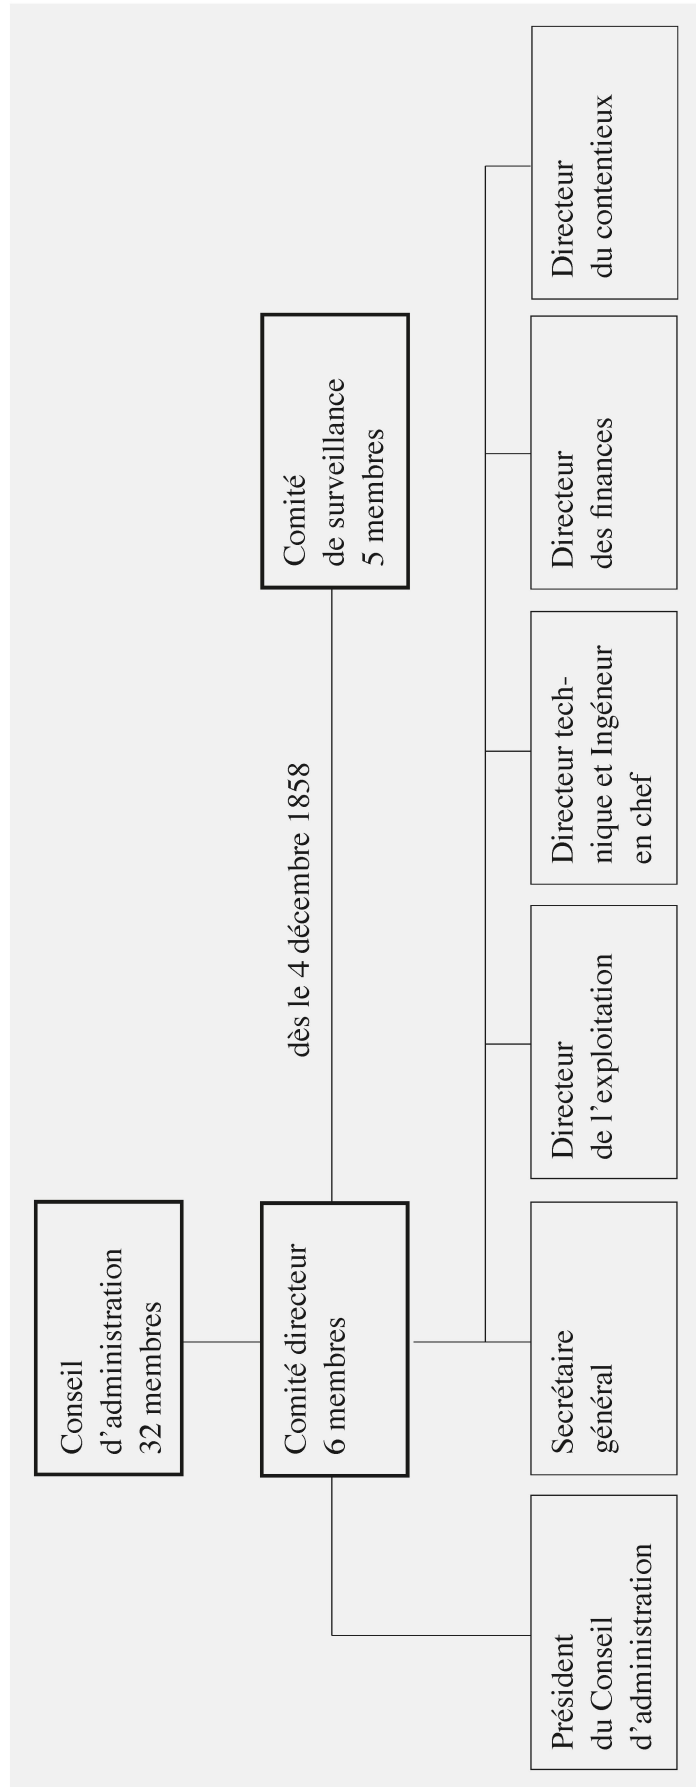 Conseil
d'administration
32 membres
Comité directeur
6 membres
dès le 4 décembre 1858
Comité
de surveillance
5 membres
Président
du Conseil
d'administration
Secrétaire
général
Directeur
de l'exploitation
Directeur tech-
nique et Ingéneur
en chef
Directeur
des finances
Directeur
du contentieux